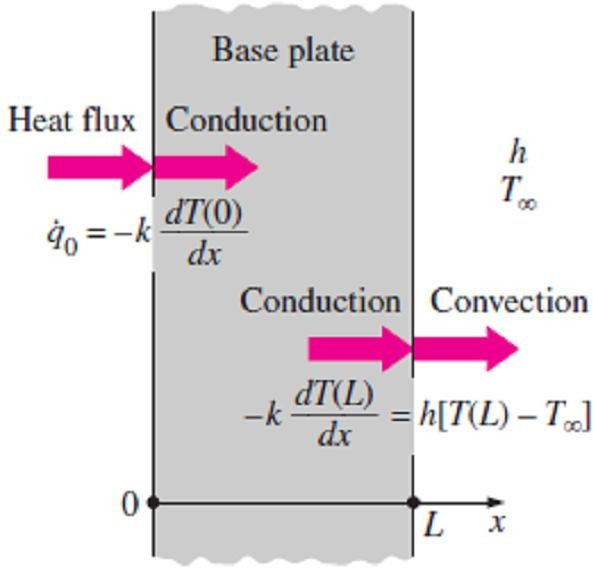 Base plate
Heat flux Conduction
h
T∞
q̇₀ = −k dT(0)/dx
Conduction Convection
−k dT(L)/dx = h[T(L) − T∞]
0
L x